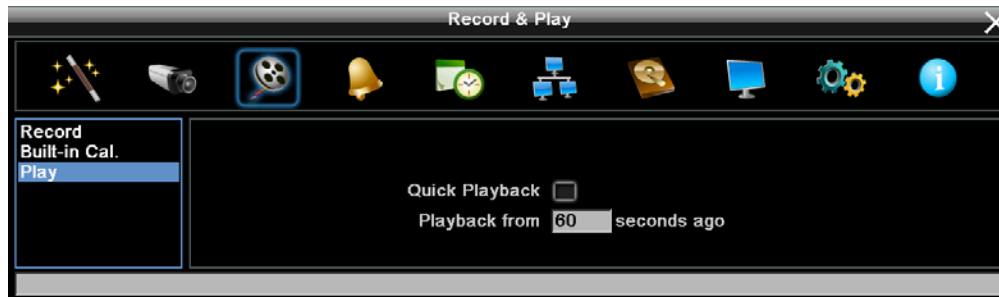 Record & Play
Record
Built-in Cal.
Play
Quick Playback
Playback from 60 seconds ago